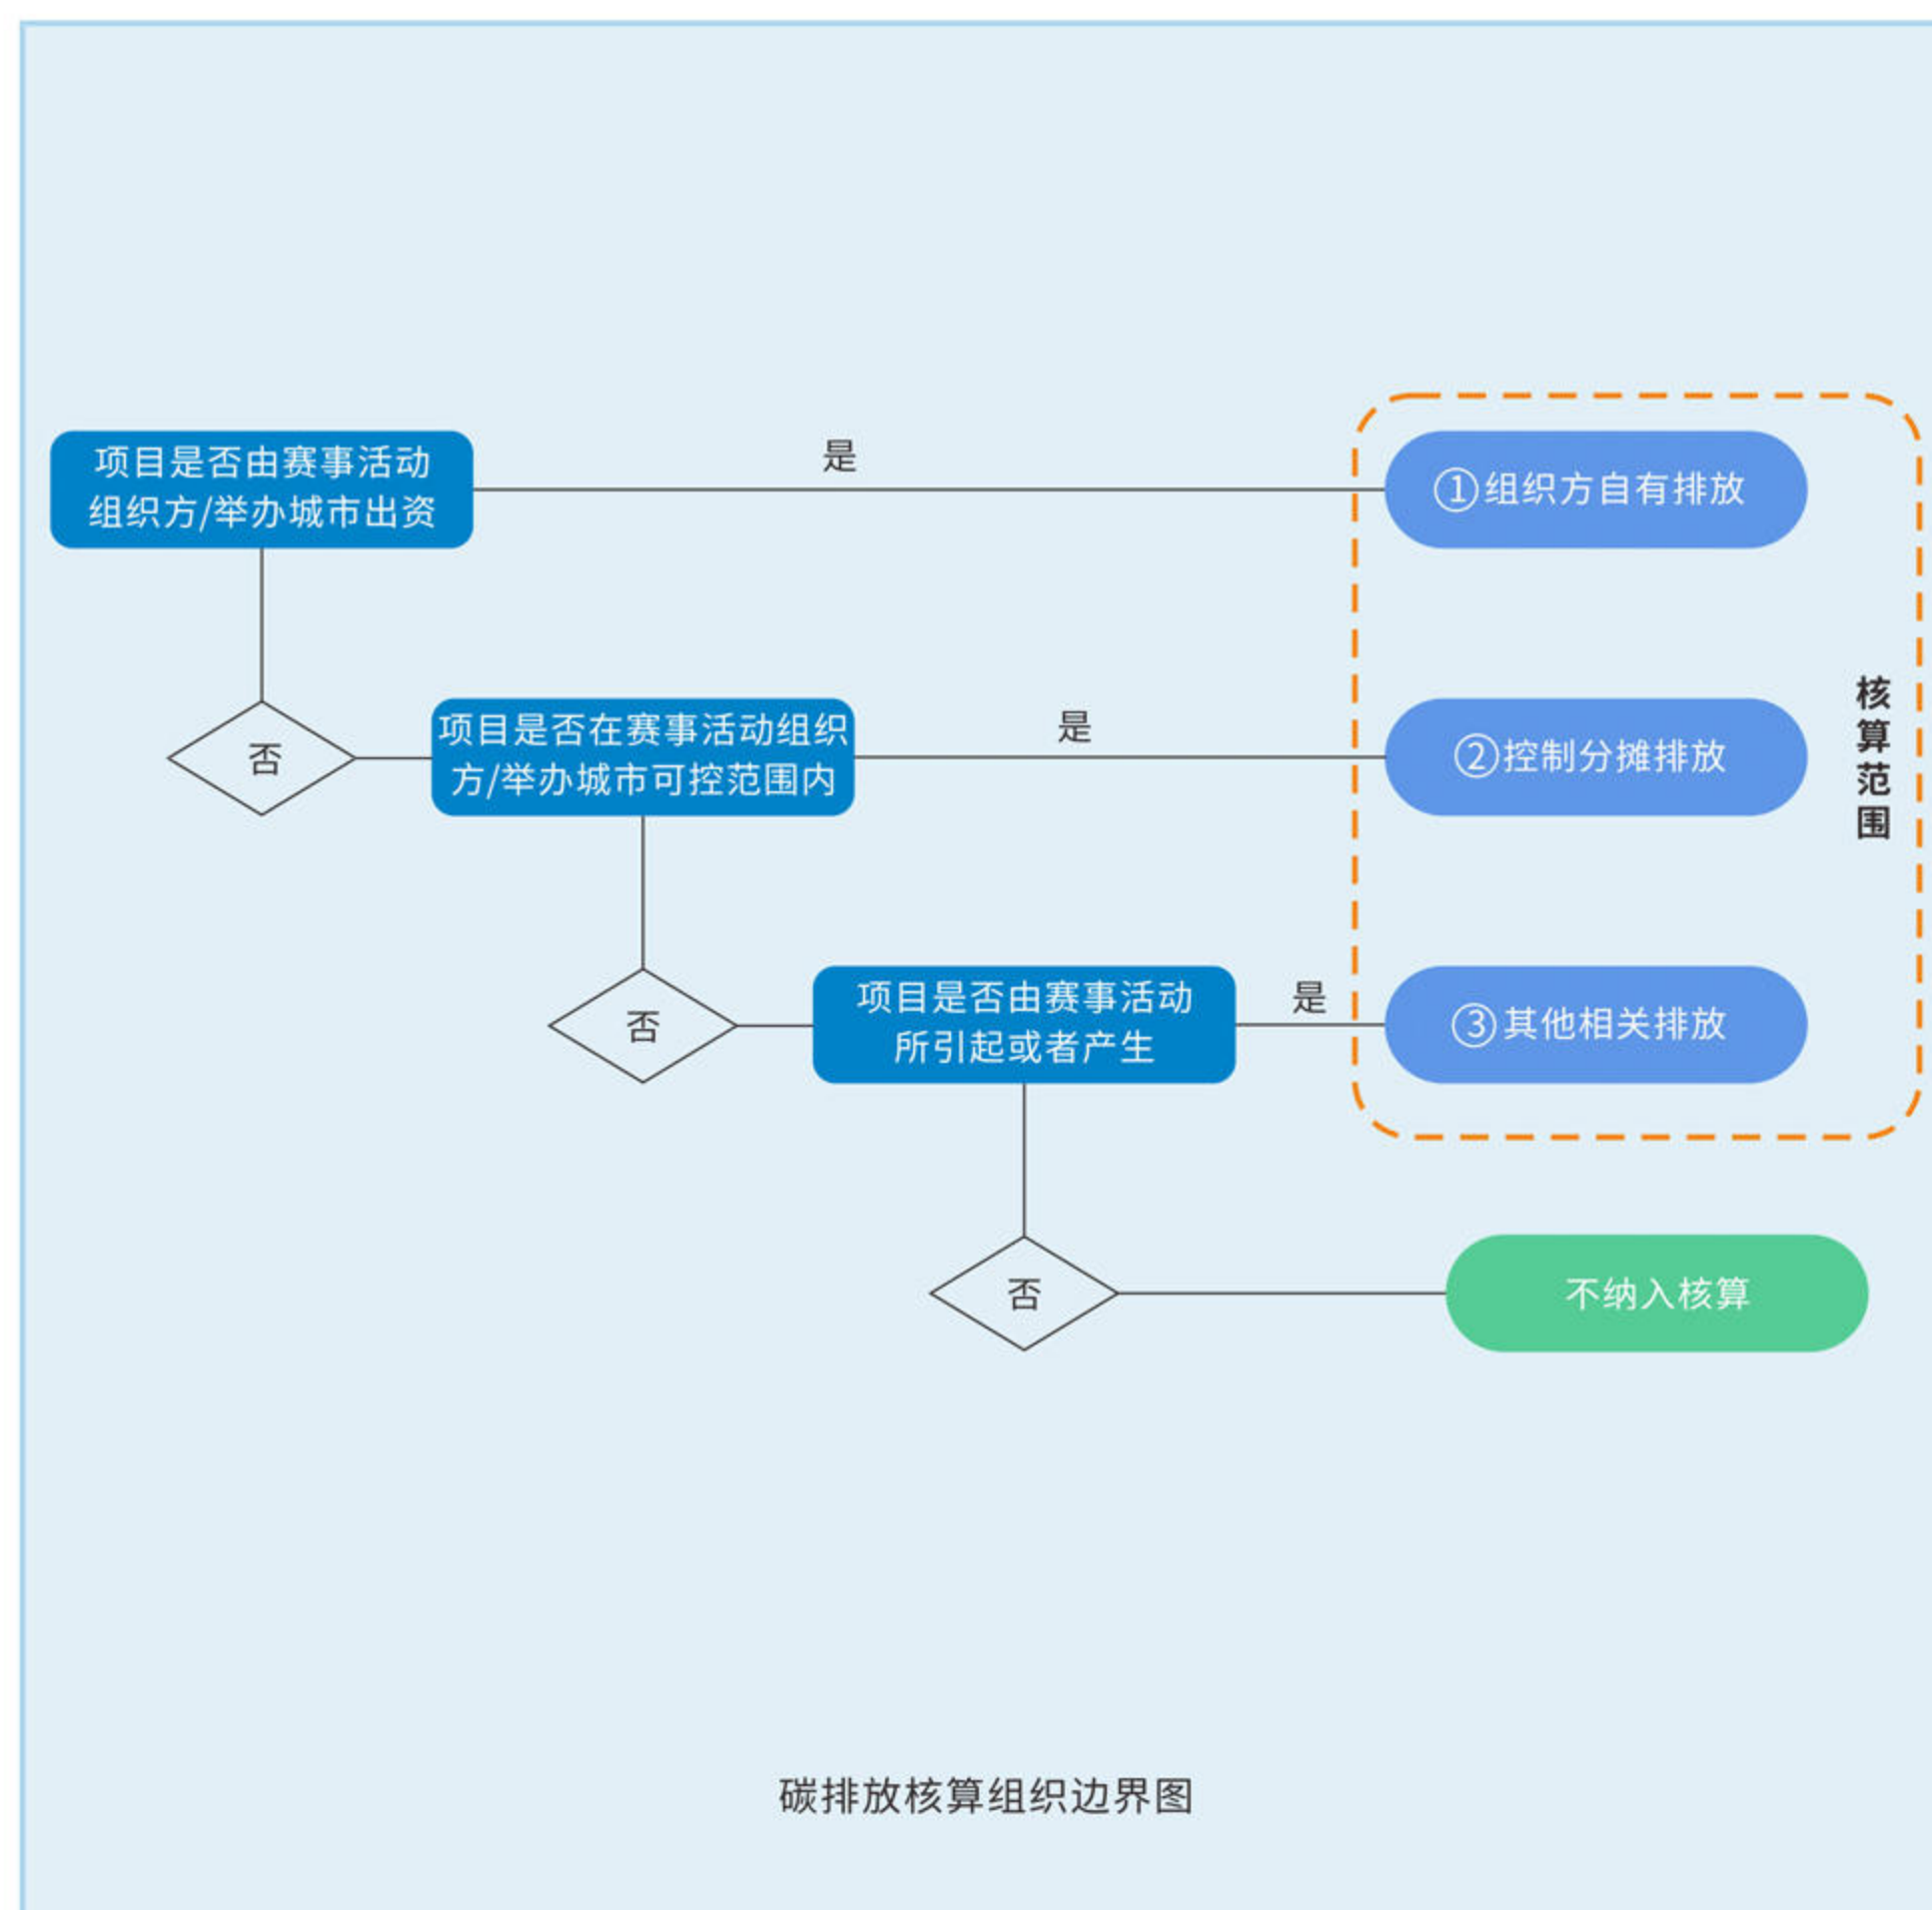 项目是否由赛事活动
组织方/举办城市出资
是
①组织方自有排放
否
项目是否在赛事活动组织
方/举办城市可控范围内
是
②控制分摊排放
核算范围
否
项目是否由赛事活动
所引起或者产生
是
③其他相关排放
否
不纳入核算
碳排放核算组织边界图